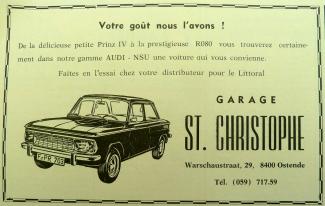 Votre goût nous l'avons !
De la délicieuse petite Prinz IV à la prestigieuse R080 vous trouverez certaine-
ment dans notre gamme AUDI - NSU une voiture qui vous convienne.
Faites en l'essai chez votre distributeur pour le Littoral
GARAGE
ST. CHRISTOPHE
Warschaustraat, 29, 8400 Ostende
Tél. (059) 717.59